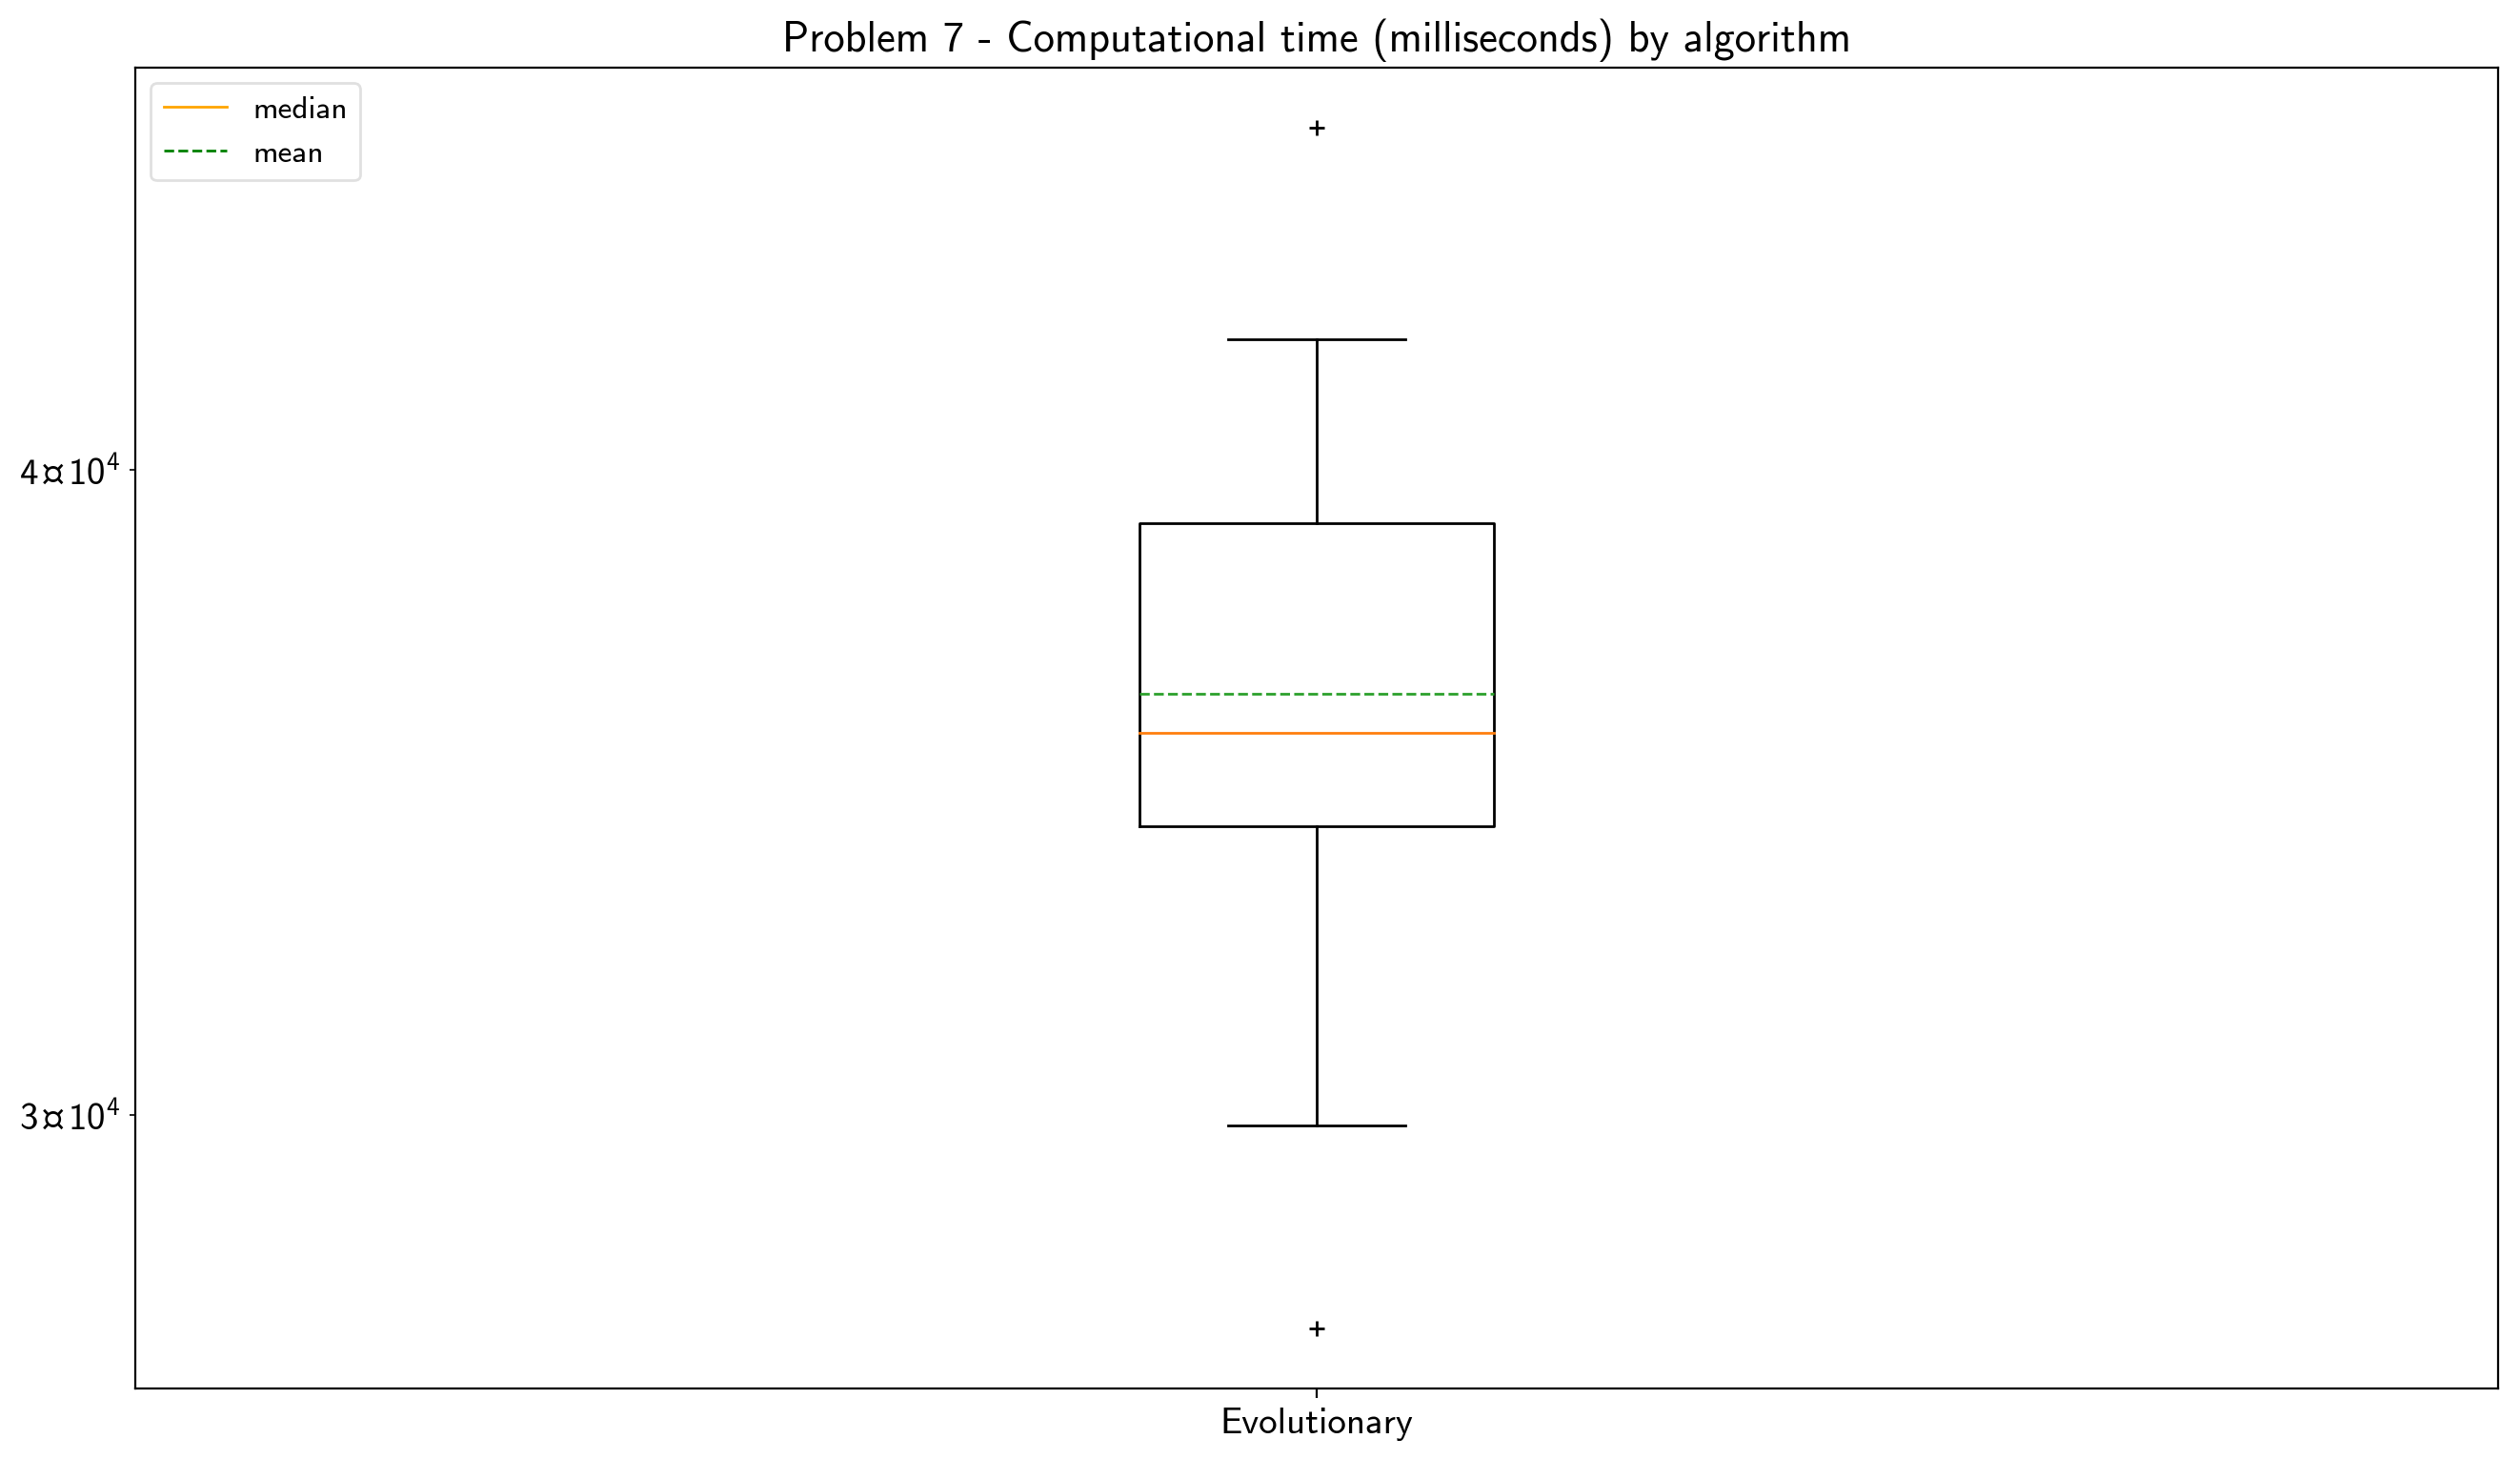 Problem 7 - Computational time (milliseconds) by algorithm
median
mean
4¤10⁴
3¤10⁴
Evolutionary